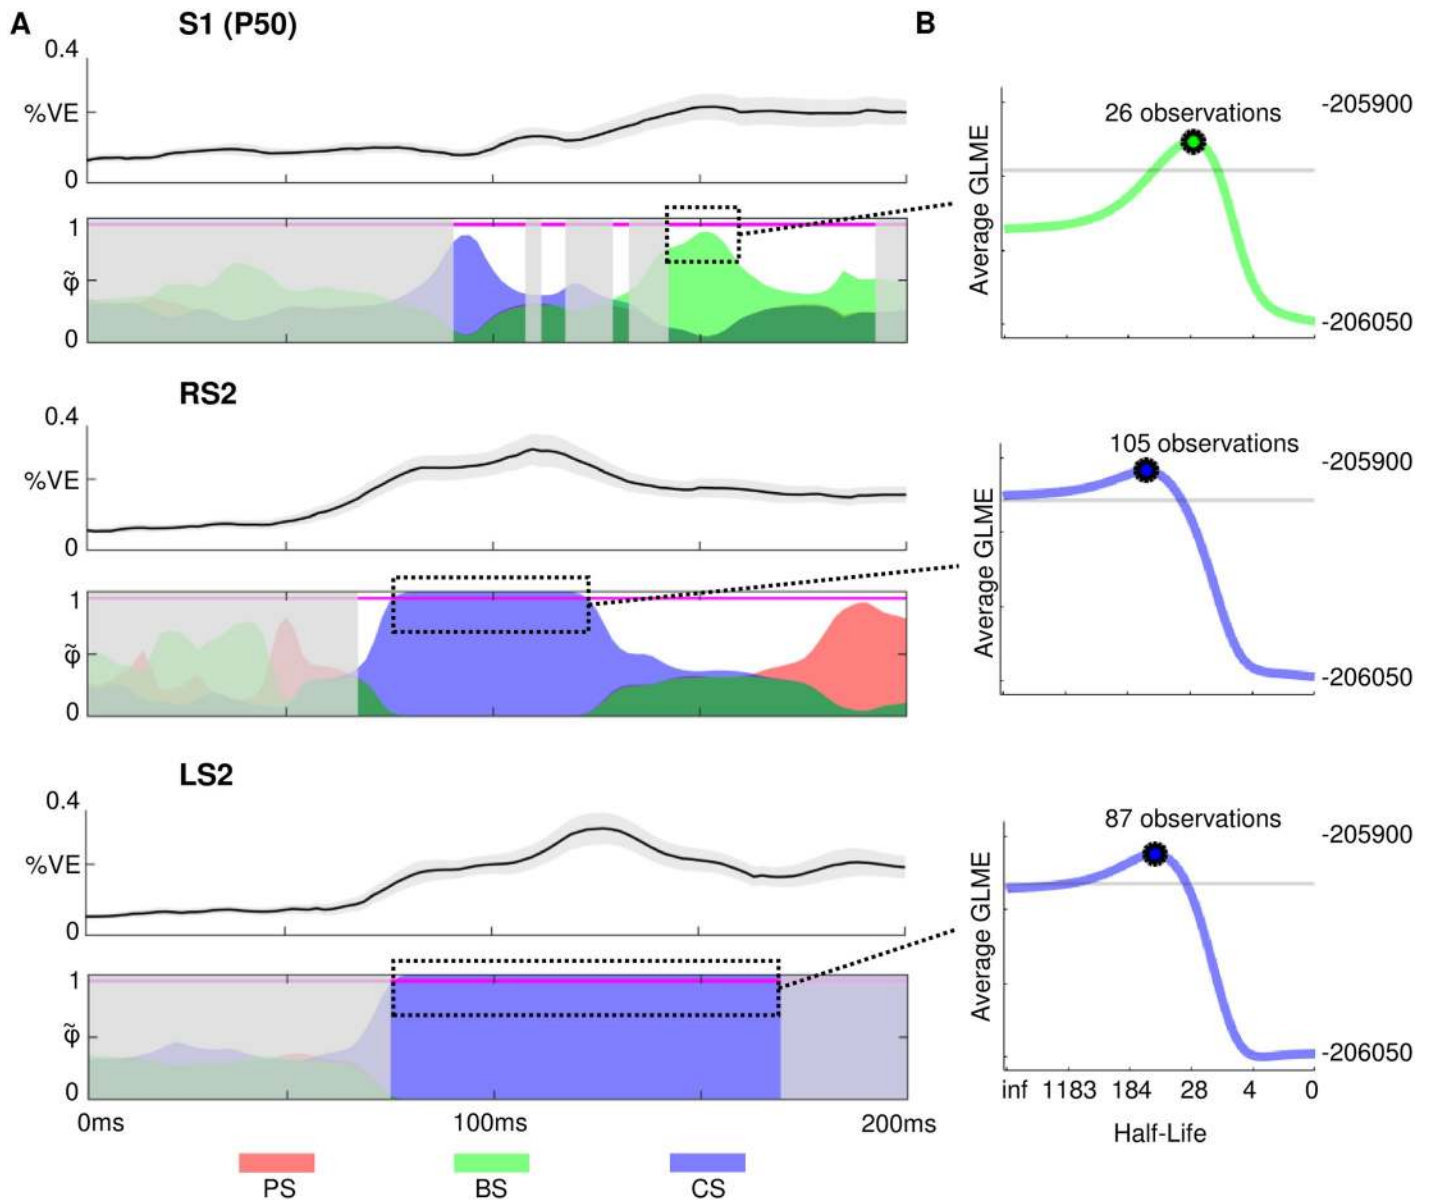 A
S1 (P50)
B
0.4
%VE
0
1
φ̃
0
26 observations
-205900
Average GLME
-206050
RS2
0.4
%VE
0
1
φ̃
0
105 observations
-205900
Average GLME
-206050
LS2
0.4
%VE
0
1
φ̃
0
0ms 100ms 200ms
87 observations
-205900
Average GLME
-206050
inf 1183 184 28 4 0
Half-Life
PS BS CS